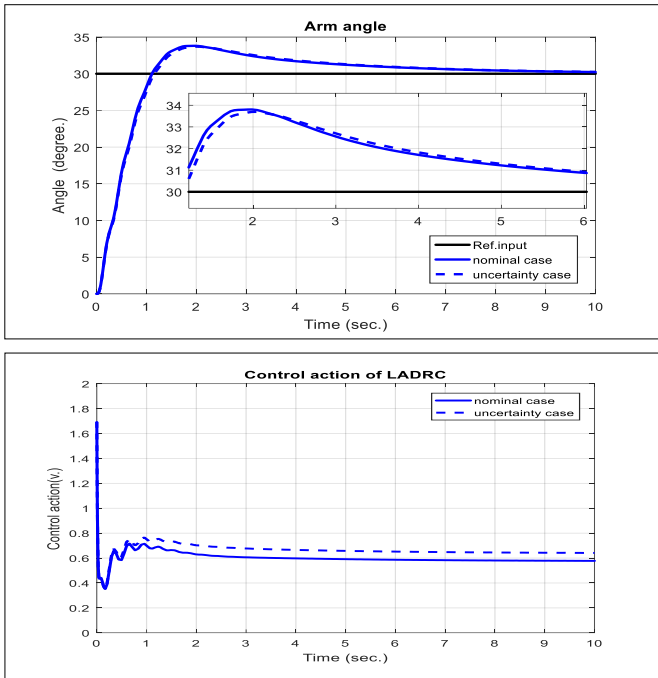 Arm angle
35
30
25
20
15
10
5
0
Angle (degree.)
34
33
32
31
30
2 3 4 5 6
Ref.input
nominal case
uncertainty case
0 1 2 3 4 5 6 7 8 9 10
Time (sec.)
Control action of LADRC
2
1.8
1.6
1.4
1.2
1
0.8
0.6
0.4
0.2
0
Control action(v.)
nominal case
uncertainty case
0 1 2 3 4 5 6 7 8 9 10
Time (sec.)